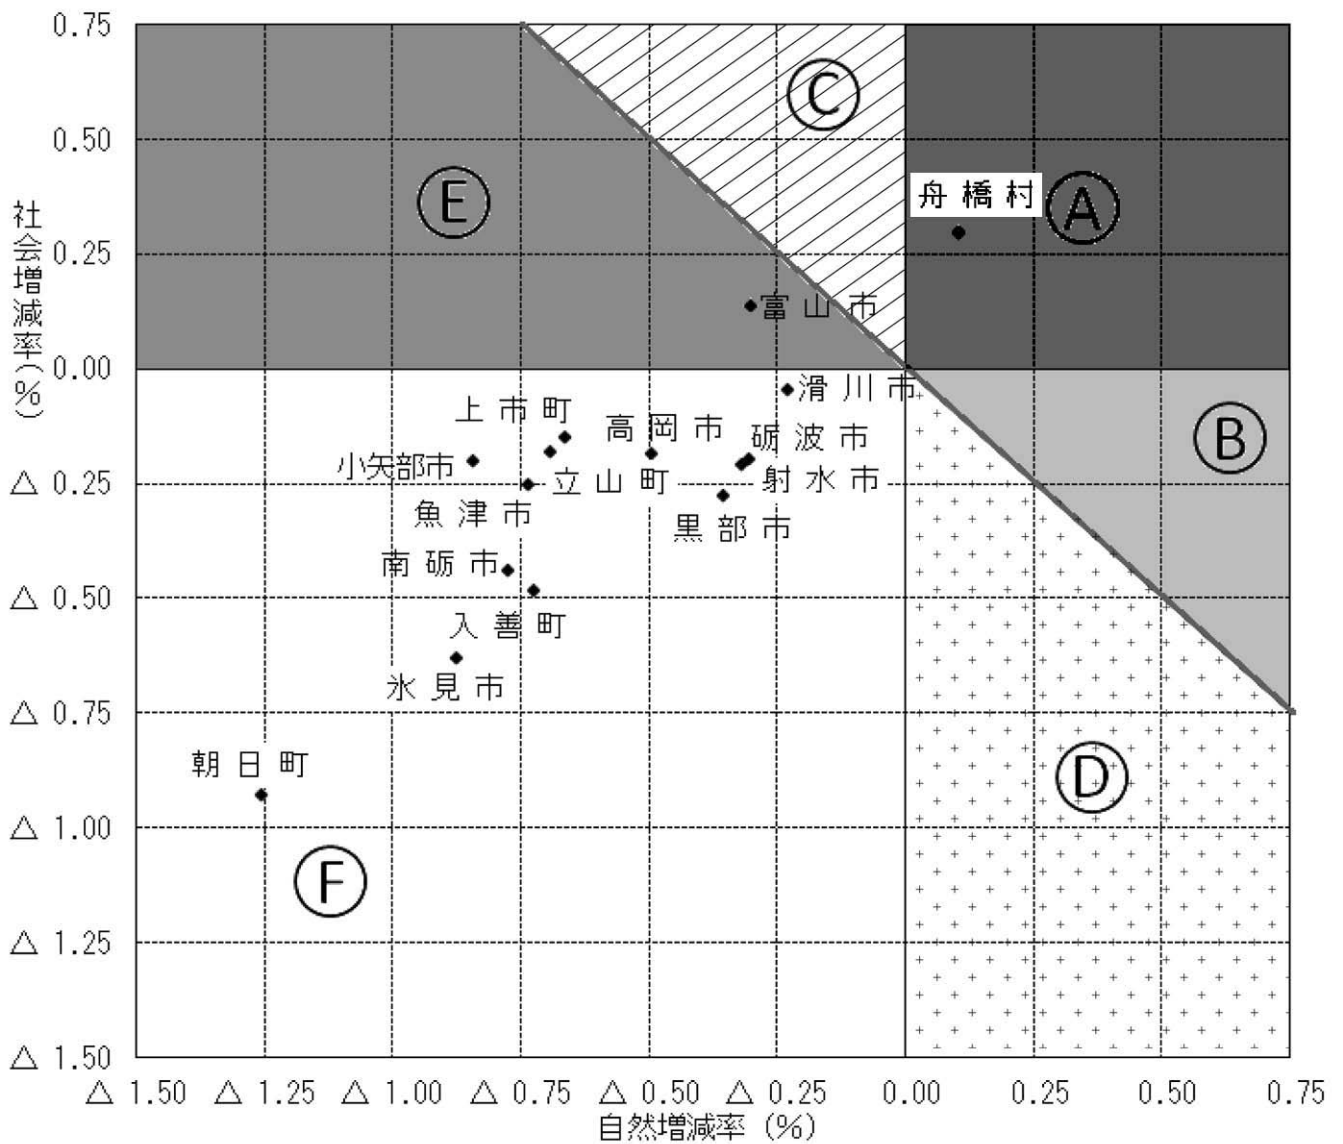 0.75
Ⓒ
0.50
舟橋村
Ⓐ
Ⓔ
0.25
富山市
社会増減率(%)
0.00
滑川市
上市町
高岡市
砺波市
Ⓑ
小矢部市
立山町
射水市
△ 0.25
魚津市
黒部市
南砺市
△ 0.50
入善町
氷見市
△ 0.75
朝日町
Ⓓ
△ 1.00
Ⓕ
△ 1.25
△ 1.50
△ 1.50 △ 1.25 △ 1.00 △ 0.75 △ 0.50 △ 0.25 0.00 0.25 0.50 0.75
自然増減率 (%)